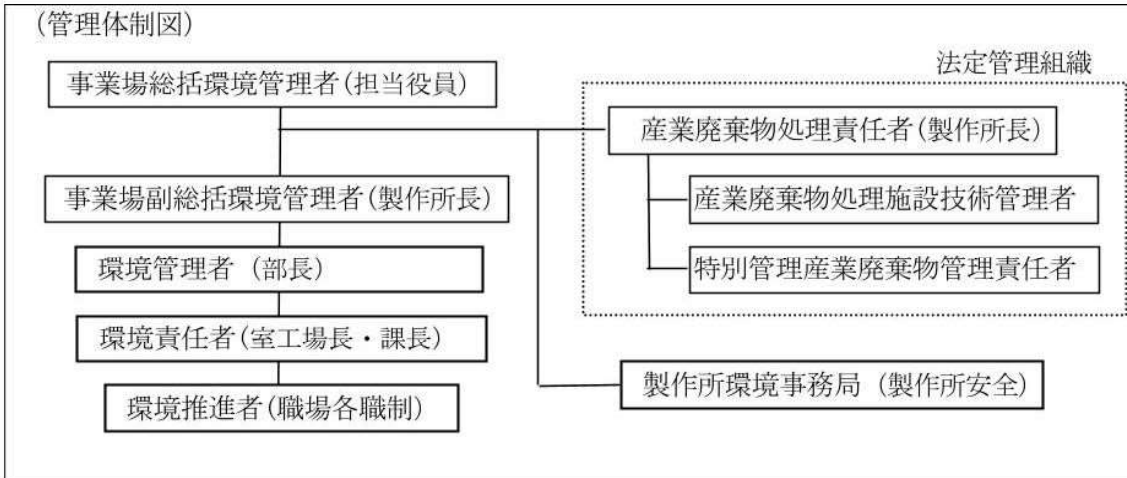 (管理体制図)
事業場総括環境管理者(担当役員)
事業場副総括環境管理者(製作所長)
環境管理者 (部長)
環境責任者(室工場長・課長)
環境推進者(職場各職制)
法定管理組織
産業廃棄物処理責任者(製作所長)
産業廃棄物処理施設技術管理者
特別管理産業廃棄物管理責任者
製作所環境事務局 (製作所安全)